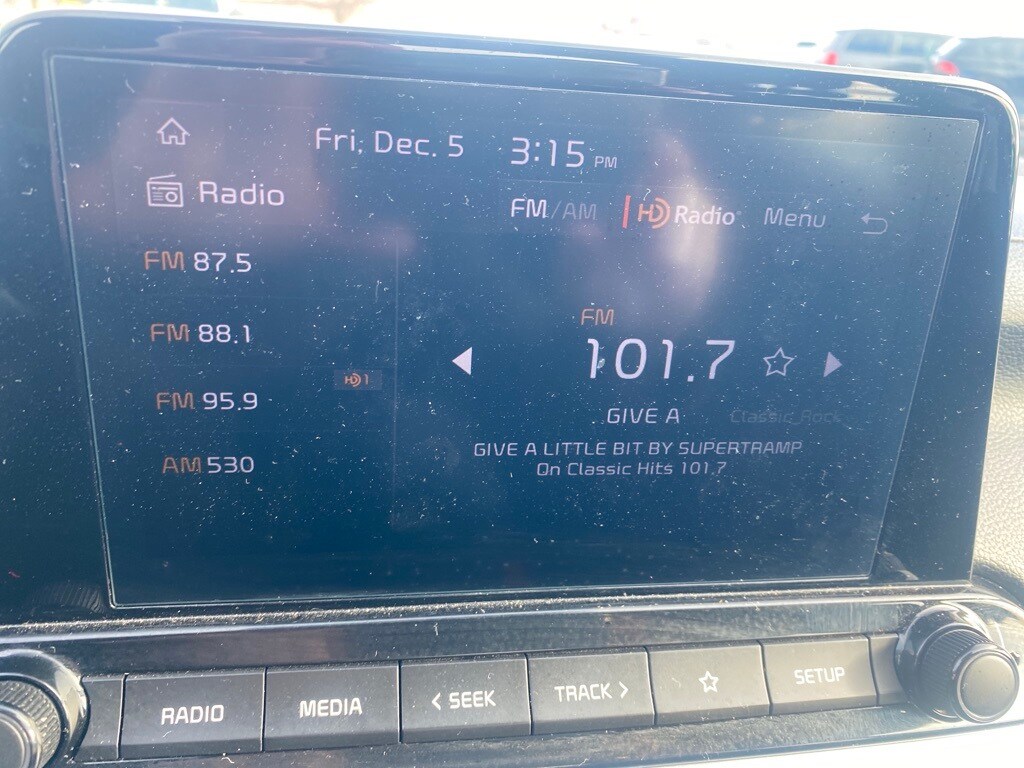 Fri, Dec. 5 3:15 PM
Radio
FM/AM HD Radio Menu
FM 87.5
FM 88.1
FM 95.9 HD 1
AM 530
FM
101.7
GIVE A Classic Rock
GIVE A LITTLE BIT BY SUPERTRAMP
On Classic Hits 101.7
RADIO MEDIA < SEEK TRACK > SETUP